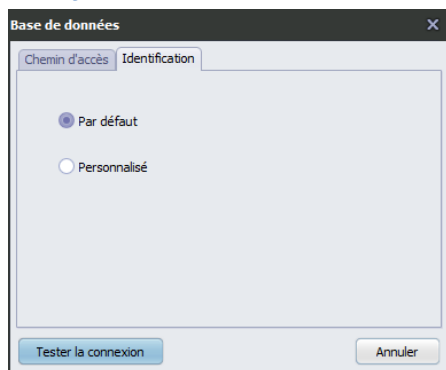 Base de données
Chemin d'accès Identification
Par défaut
Personnalisé
Tester la connexion Annuler